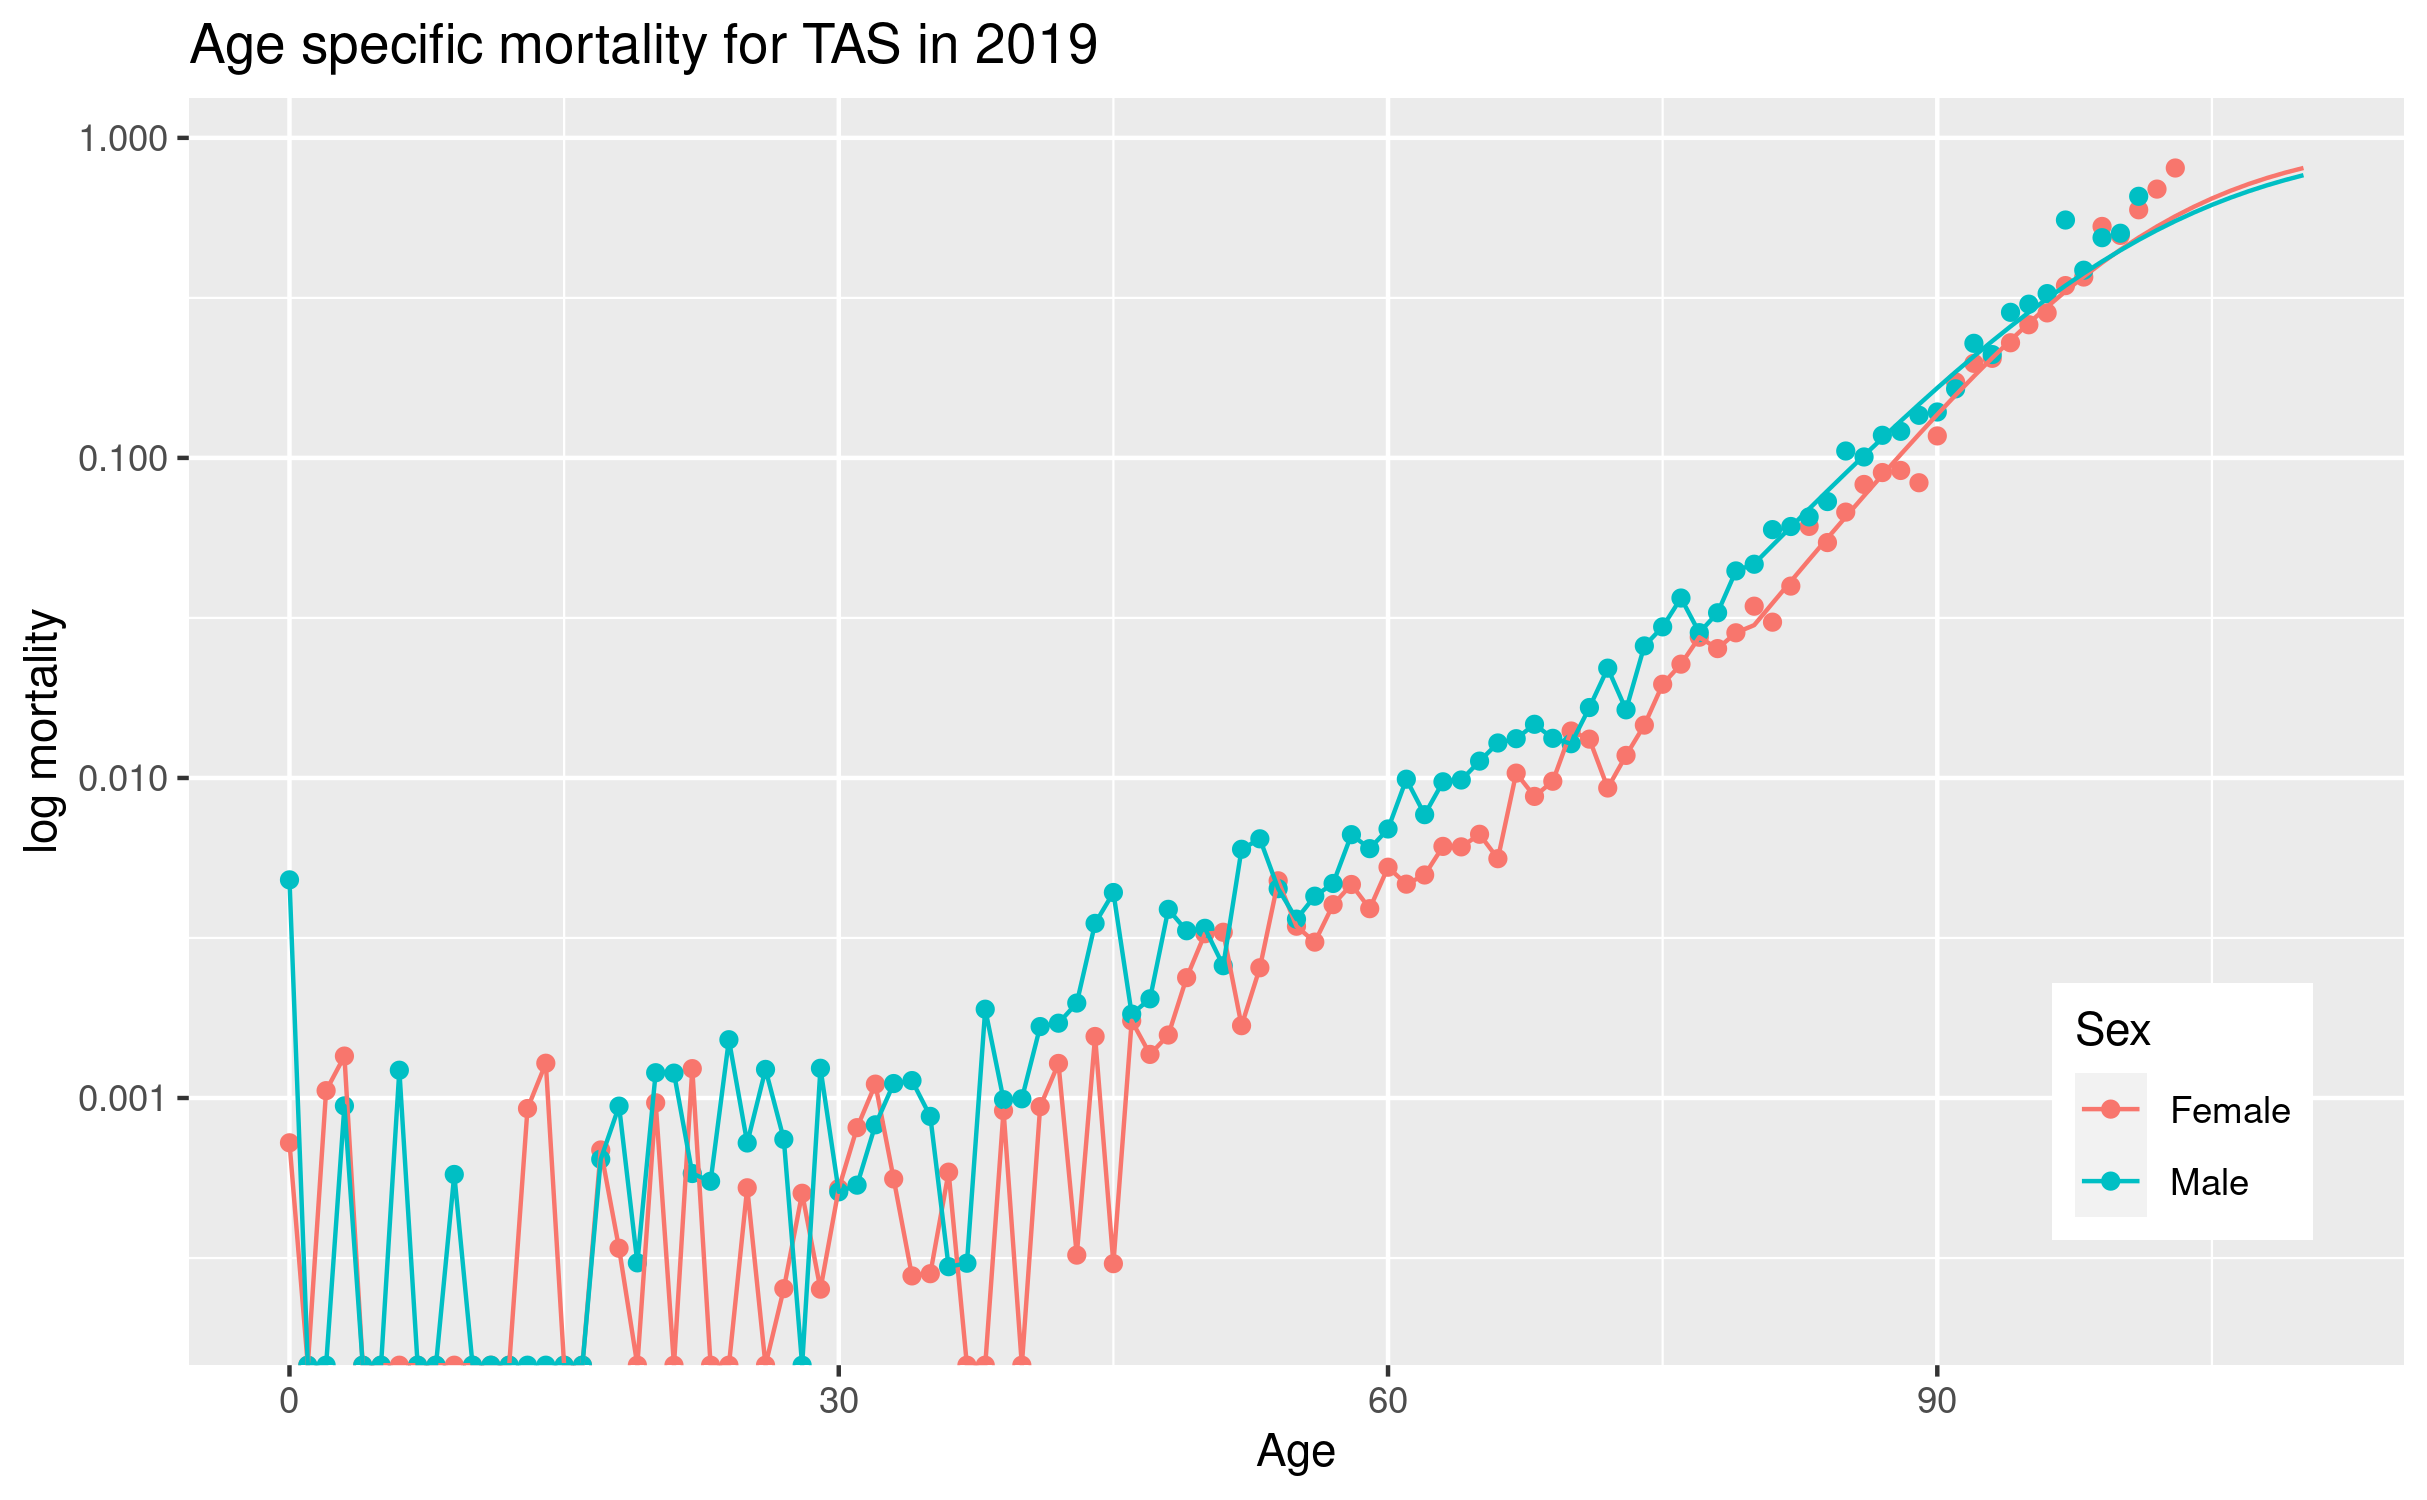 Age specific mortality for TAS in 2019
1.000
0.100
0.010
0.001
log mortality
0 30 60 90
Age
Sex
Female
Male